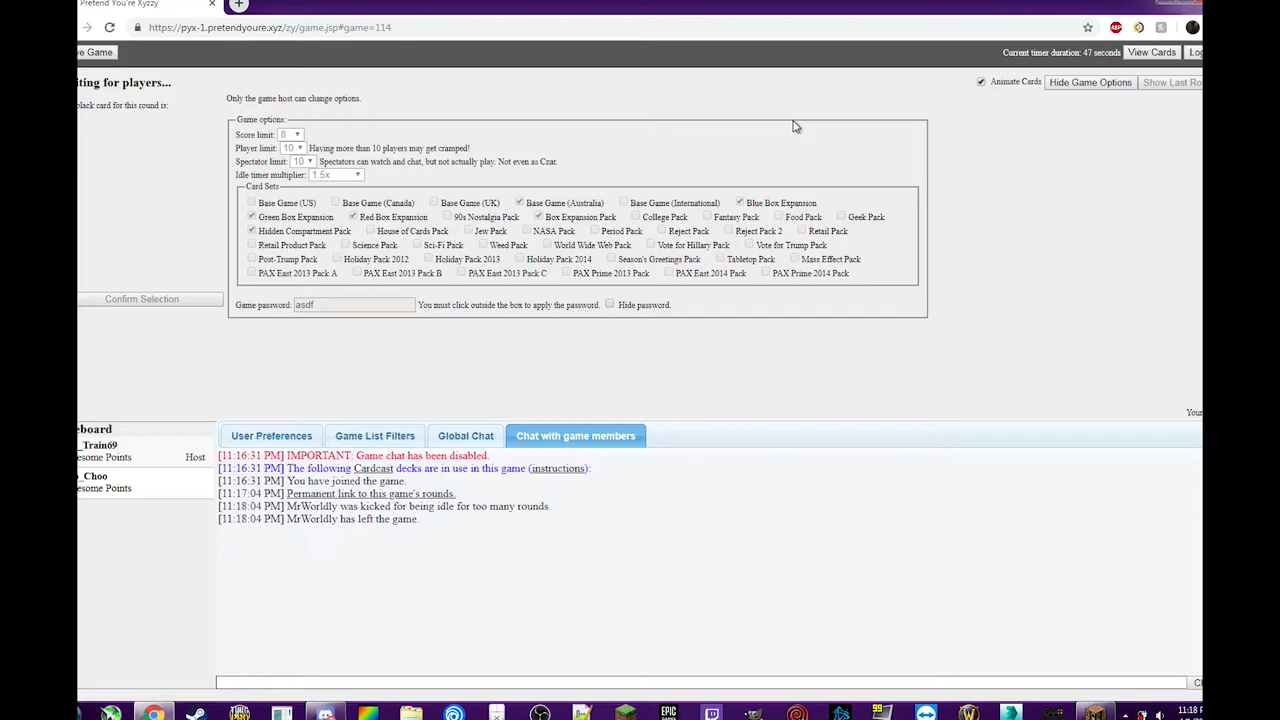 Pretend You're Xyzzy
https://pyx-1.pretendyoure.xyz/zy/game.jsp#game=114
ve Game
Current timer duration: 47 seconds View Cards Log
iting for players...
Animate Cards Hide Game Options Show Last Ro
black card for this round is:
Only the game host can change options.
Game options:
Score limit: 8
Player limit: 10 Having more than 10 players may get cramped!
Spectator limit: 10 Spectators can watch and chat, but not actually play. Not even as Czar.
Idle timer multiplier: 1.5x
Card Sets
Base Game (US) Base Game (Canada) Base Game (UK) Base Game (Australia) Base Game (International) Blue Box Expansion
Green Box Expansion Red Box Expansion 90s Nostalgia Pack Box Expansion Pack College Pack Fantasy Pack Food Pack Geek Pack
Hidden Compartment Pack House of Cards Pack Jew Pack NASA Pack Period Pack Reject Pack Reject Pack 2 Retail Pack
Retail Product Pack Science Pack Sci-Fi Pack Weed Pack World Wide Web Pack Vote for Hillary Pack Vote for Trump Pack
Post-Trump Pack Holiday Pack 2012 Holiday Pack 2013 Holiday Pack 2014 Season's Greetings Pack Tabletop Pack Mass Effect Pack
PAX East 2013 Pack A PAX East 2013 Pack B PAX East 2013 Pack C PAX Prime 2013 Pack PAX East 2014 Pack PAX Prime 2014 Pack
Confirm Selection
Game password: asdf You must click outside the box to apply the password. Hide password.
Your
eboard
User Preferences Game List Filters Global Chat Chat with game members
_Train69
esome Points Host
_Choo
esome Points
[11:16:31 PM] IMPORTANT: Game chat has been disabled.
[11:16:31 PM] The following Cardcast decks are in use in this game (instructions):
[11:16:31 PM] You have joined the game.
[11:17:04 PM] Permanent link to this game's rounds.
[11:18:04 PM] MrWorldly was kicked for being idle for too many rounds.
[11:18:04 PM] MrWorldly has left the game.
EPIC GAMES
99
11:18 P